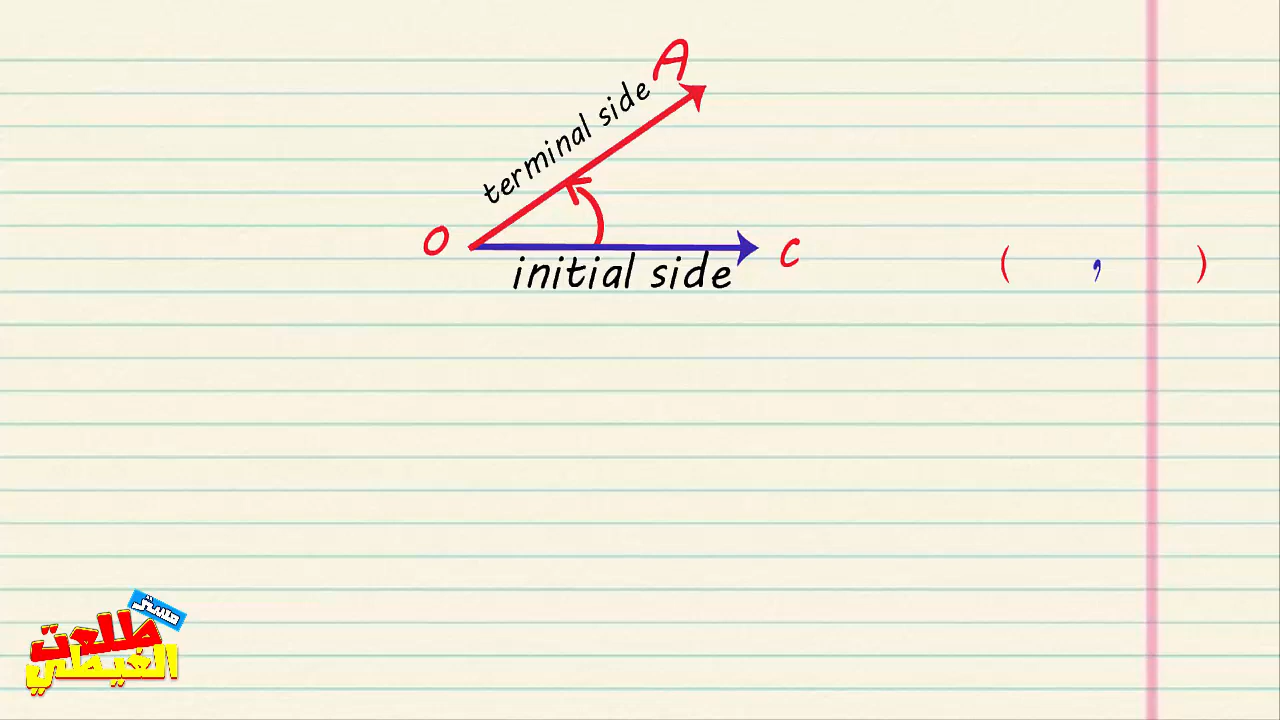 A
terminal side
O
C
initial side
( , )
مستر
طلعت
الغيطي